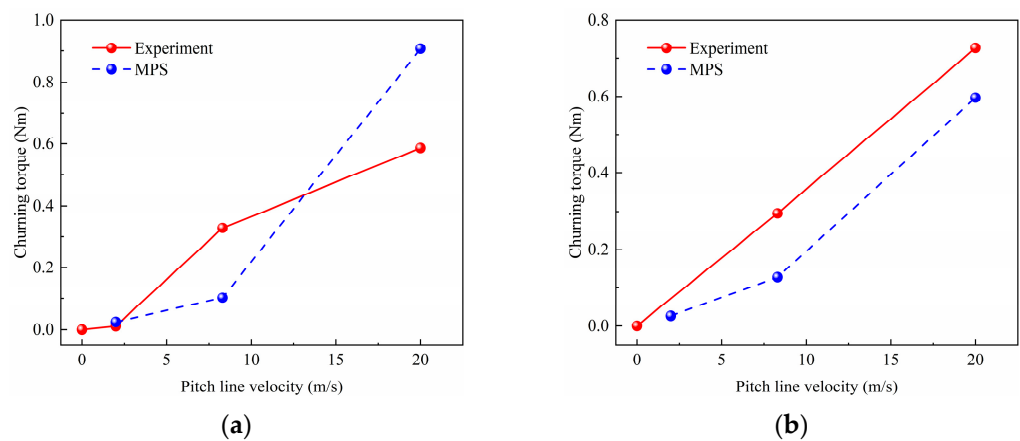 1.0
0.8
0.6
0.4
0.2
0.0
Churning torque (Nm)
Experiment
MPS
0 5 10 15 20
Pitch line velocity (m/s)
(a)
0.8
0.6
0.4
0.2
0.0
Churning torque (Nm)
Experiment
MPS
0 5 10 15 20
Pitch line velocity (m/s)
(b)